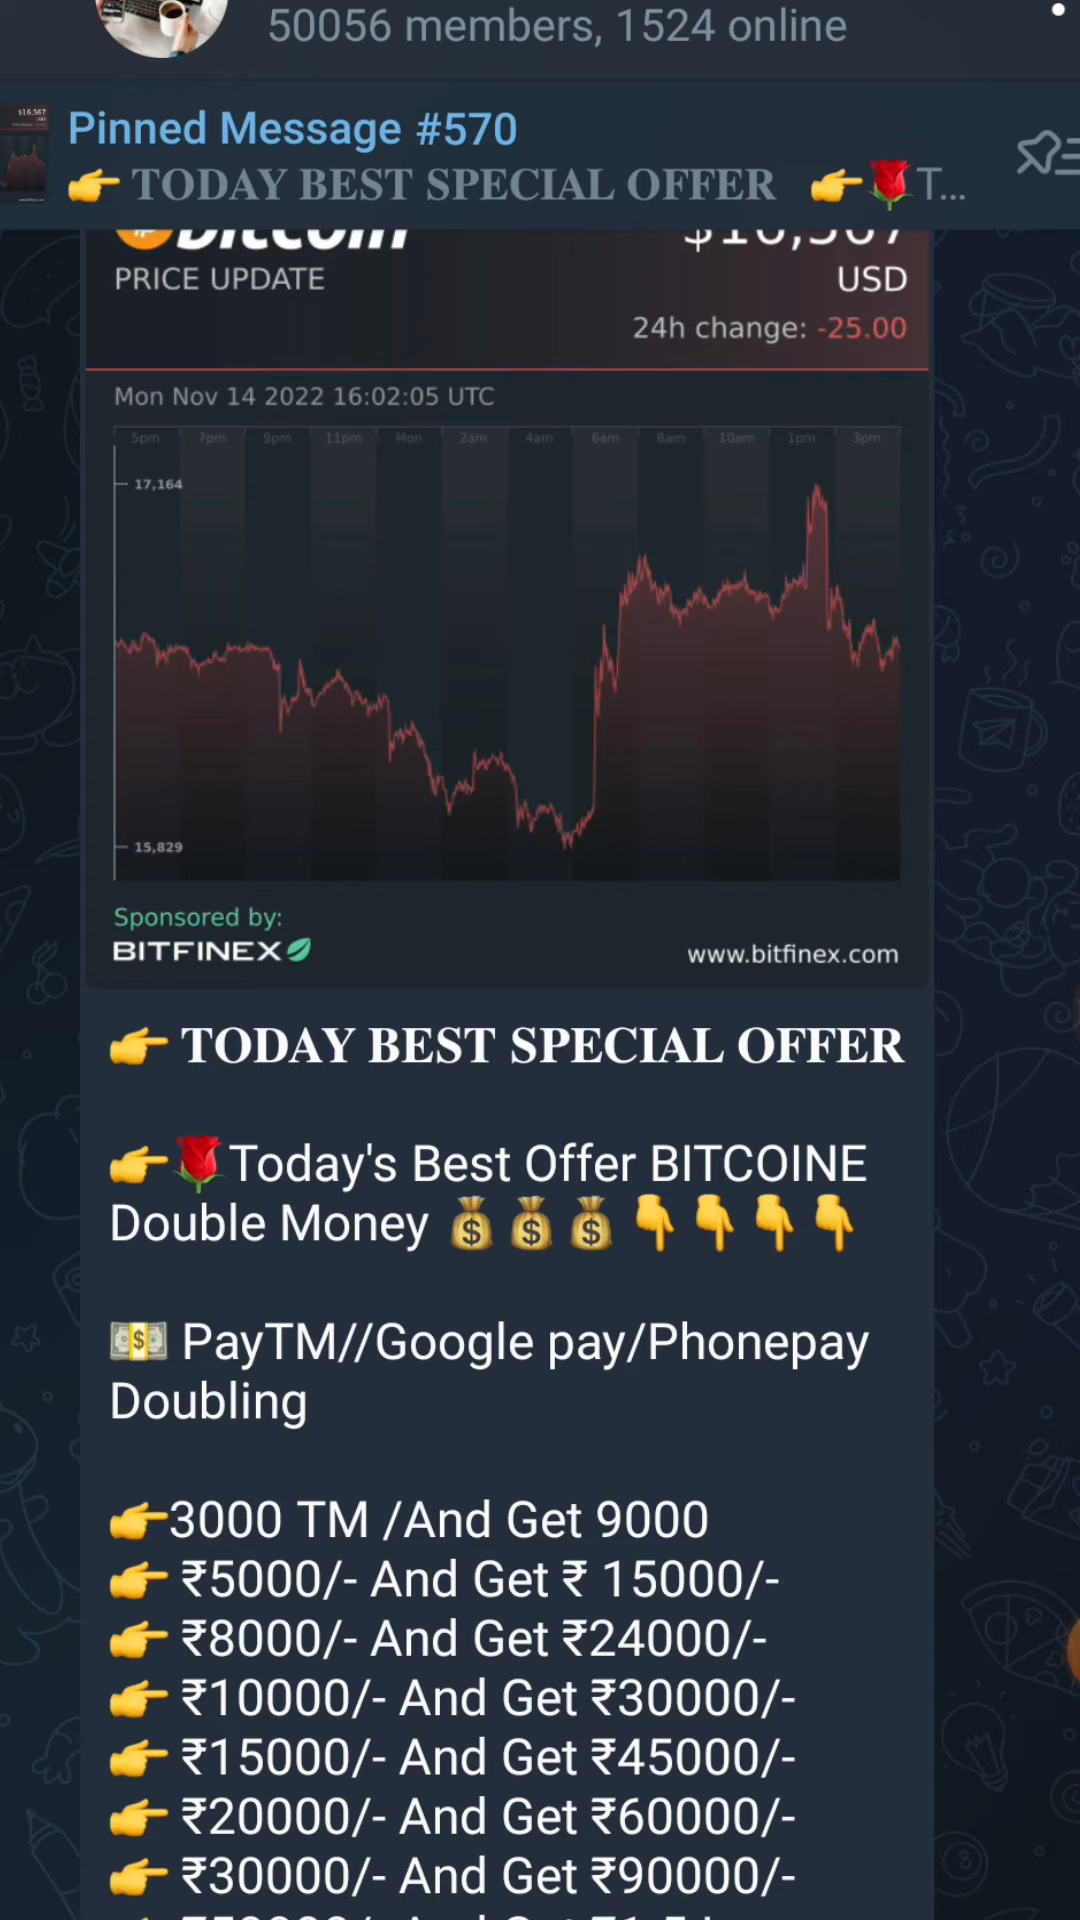 50056 members, 1524 online
Pinned Message #570
👉 TODAY BEST SPECIAL OFFER 👉🌹T...
Bitcoin
$16,567
PRICE UPDATE
USD
24h change: -25.00
Mon Nov 14 2022 16:02:05 UTC
5pm 7pm 9pm 11pm Mon 2am 4am 6am 8am 10am 1pm 3pm
17,164
15,829
Sponsored by:
BITFINEX
www.bitfinex.com
👉 TODAY BEST SPECIAL OFFER
👉🌹Today's Best Offer BITCOINE
Double Money 💰💰💰👇👇👇👇
💵 PayTM//Google pay/Phonepay
Doubling
👉3000 TM /And Get 9000
👉 ₹5000/- And Get ₹ 15000/-
👉 ₹8000/- And Get ₹24000/-
👉 ₹10000/- And Get ₹30000/-
👉 ₹15000/- And Get ₹45000/-
👉 ₹20000/- And Get ₹60000/-
👉 ₹30000/- And Get ₹90000/-